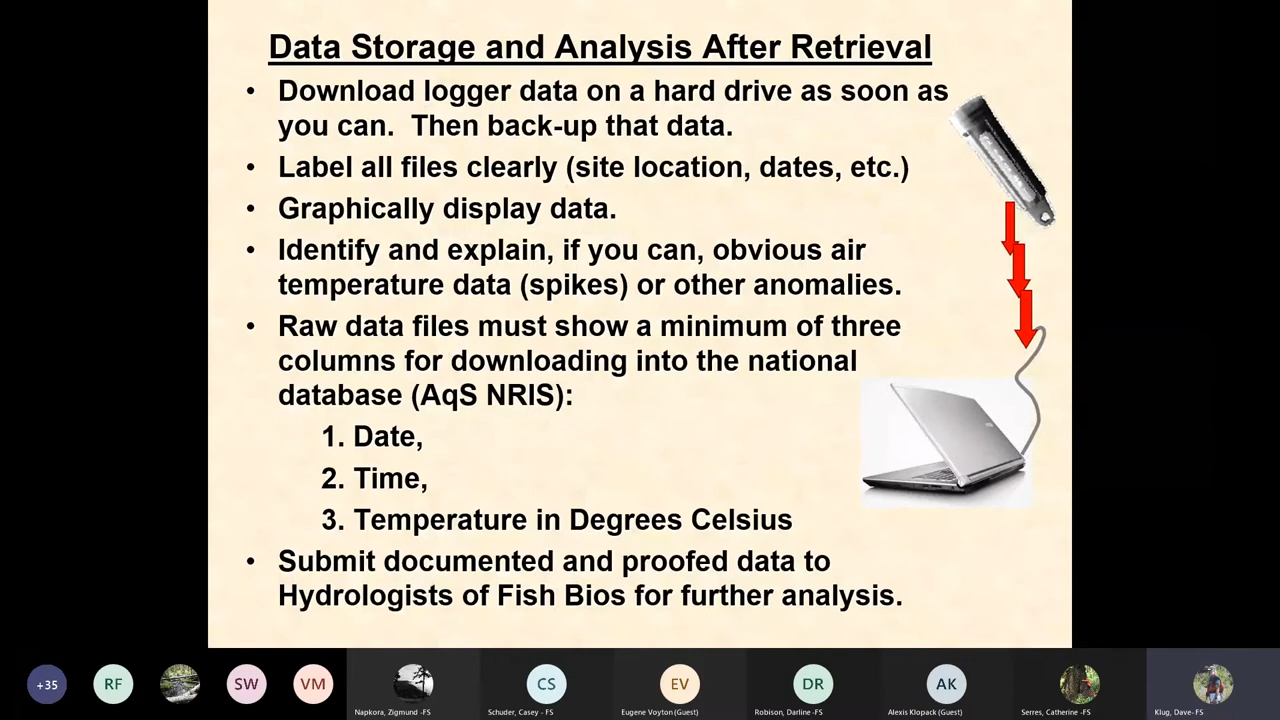 Data Storage and Analysis After Retrieval
• Download logger data on a hard drive as soon as
you can. Then back-up that data.
• Label all files clearly (site location, dates, etc.)
• Graphically display data.
• Identify and explain, if you can, obvious air
temperature data (spikes) or other anomalies.
• Raw data files must show a minimum of three
columns for downloading into the national
database (AqS NRIS):
1. Date,
2. Time,
3. Temperature in Degrees Celsius
• Submit documented and proofed data to
Hydrologists of Fish Bios for further analysis.
+35 RF SW VM CS EV DR AK
Napkora, Zigmund -FS Schuder, Casey - FS Eugene Voyton (Guest) Robison, Darline -FS Alexis Klopack (Guest) Serres, Catherine -FS Klug, Dave- FS